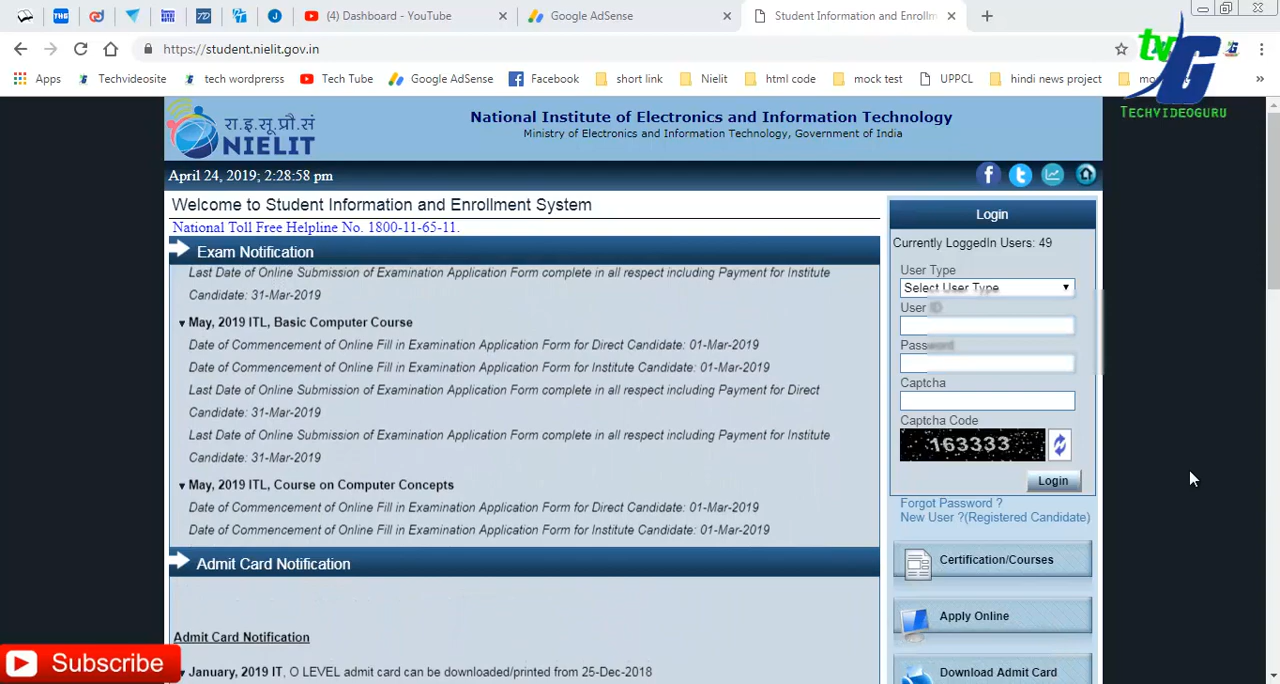 (4) Dashboard - YouTube
Google AdSense
Student Information and Enrollm
https://student.nielit.gov.in
Apps
Techvideosite
tech wordprerss
Tech Tube
Google AdSense
Facebook
short link
Nielit
html code
mock test
UPPCL
hindi news project
tv G
TECHVIDEOGURU
रा.इ.सू.प्रौ.सं
NIELIT
National Institute of Electronics and Information Technology
Ministry of Electronics and Information Technology, Government of India
April 24, 2019; 2:28:58 pm
Welcome to Student Information and Enrollment System
National Toll Free Helpline No. 1800-11-65-11.
Exam Notification
Last Date of Online Submission of Examination Application Form complete in all respect including Payment for Institute
Candidate: 31-Mar-2019
May, 2019 ITL, Basic Computer Course
Date of Commencement of Online Fill in Examination Application Form for Direct Candidate: 01-Mar-2019
Date of Commencement of Online Fill in Examination Application Form for Institute Candidate: 01-Mar-2019
Last Date of Online Submission of Examination Application Form complete in all respect including Payment for Direct
Candidate: 31-Mar-2019
Last Date of Online Submission of Examination Application Form complete in all respect including Payment for Institute
Candidate: 31-Mar-2019
May, 2019 ITL, Course on Computer Concepts
Date of Commencement of Online Fill in Examination Application Form for Direct Candidate: 01-Mar-2019
Date of Commencement of Online Fill in Examination Application Form for Institute Candidate: 01-Mar-2019
Admit Card Notification
Admit Card Notification
January, 2019 IT, O LEVEL admit card can be downloaded/printed from 25-Dec-2018
Subscribe
Login
Currently LoggedIn Users: 49
User Type
Select User Type
User ID
Password
Captcha
Captcha Code
163333
Login
Forgot Password ?
New User ?(Registered Candidate)
Certification/Courses
Apply Online
Download Admit Card